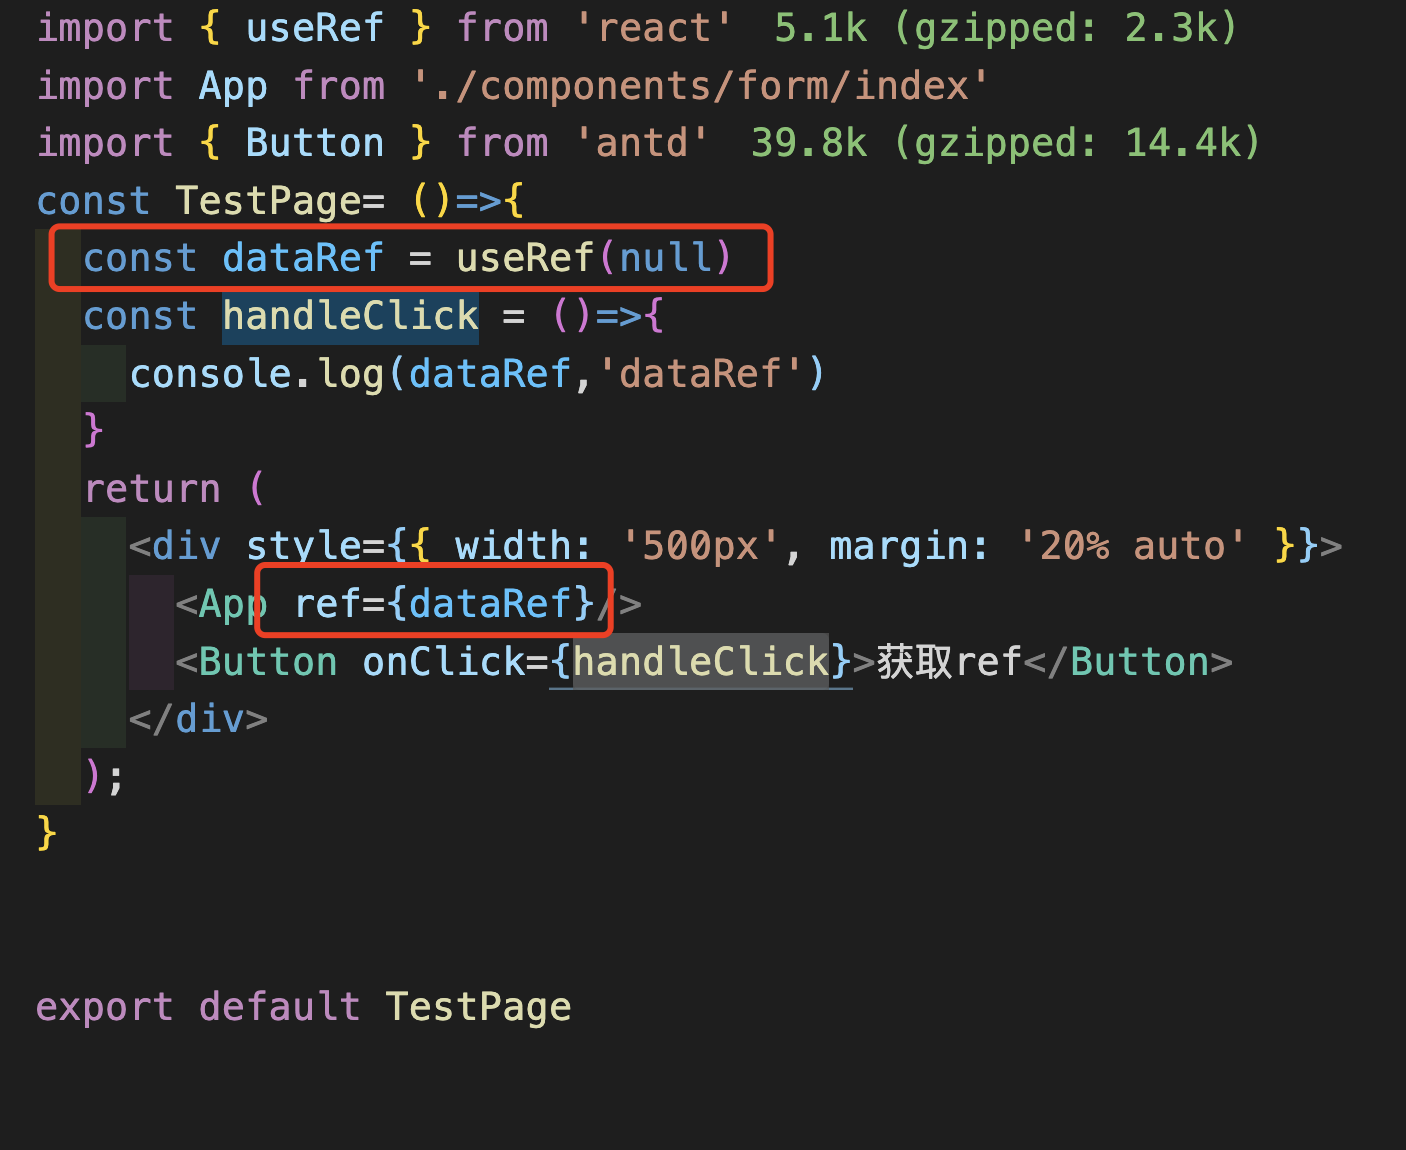 import { useRef } from 'react'  5.1k (gzipped: 2.3k)
import App from './components/form/index'
import { Button } from 'antd'  39.8k (gzipped: 14.4k)
const TestPage= ()=>{
  const dataRef = useRef(null)
  const handleClick = ()=>{
    console.log(dataRef,'dataRef')
  }
  return (
    <div style={{ width: '500px', margin: '20% auto' }}>
      <App ref={dataRef}/>
      <Button onClick={handleClick}>获取ref</Button>
    </div>
  );
}
export default TestPage